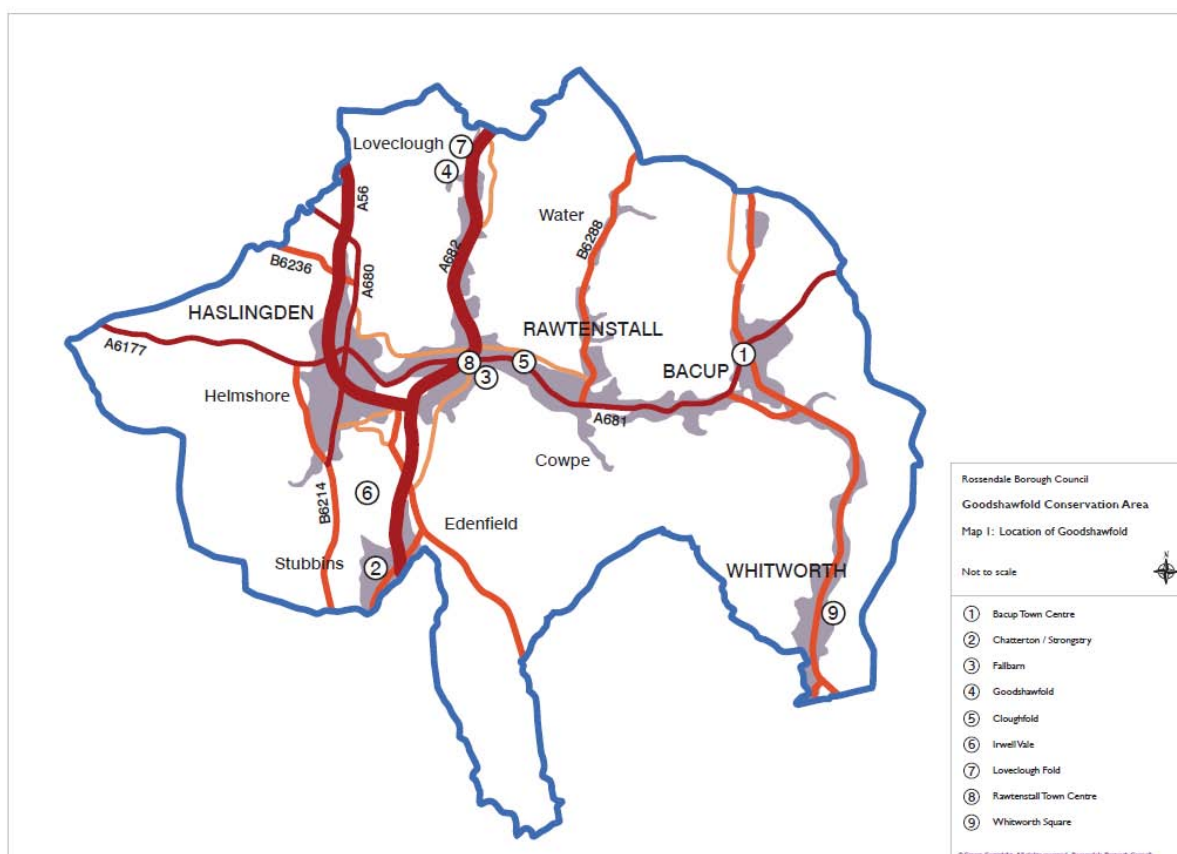 Loveclough
7
4
A56
Water
A682
B6288
B6236
A680
HASLINGDEN
RAWTENSTALL
A6177
8
5
1
BACUP
3
Helmshore
A681
Cowpe
6
B6214
Edenfield
Stubbins
2
WHITWORTH
9
Rossendale Borough Council
Goodshawfold Conservation Area
Map 1: Location of Goodshawfold
N
Not to scale
1 Bacup Town Centre
2 Chatterton / Strongstry
3 Fallbarn
4 Goodshawfold
5 Cloughfold
6 Irwell Vale
7 Loveclough Fold
8 Rawtenstall Town Centre
9 Whitworth Square